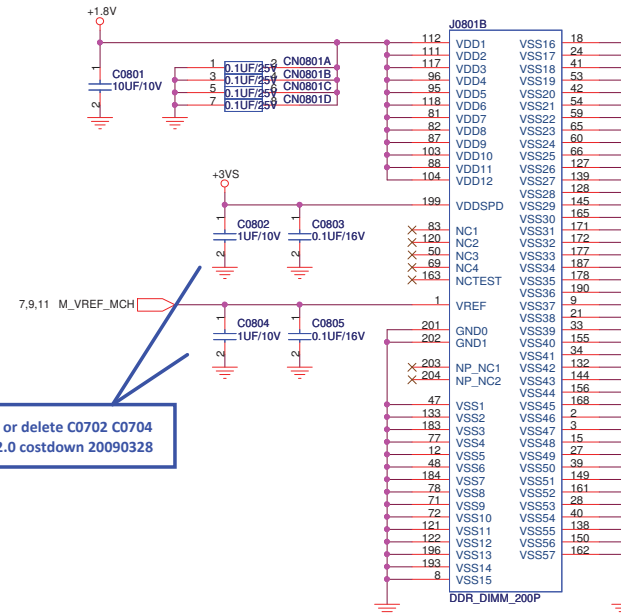 +1.8V
J0801B
1
2
C0801
10UF/10V
1 0.1UF/25V 2 CN0801A
3 0.1UF/25V 4 CN0801B
5 0.1UF/25V 6 CN0801C
7 0.1UF/25V 8 CN0801D
112 VDD1 VSS16 18
111 VDD2 VSS17 24
117 VDD3 VSS18 41
96 VDD4 VSS19 53
95 VDD5 VSS20 42
118 VDD6 VSS21 54
81 VDD7 VSS22 59
82 VDD8 VSS23 65
87 VDD9 VSS24 60
103 VDD10 VSS25 66
88 VDD11 VSS26 127
104 VDD12 VSS27 139
VSS28 128
+3VS
199 VDDSPD VSS29 145
VSS30 165
1
2
C0802
1UF/10V
1
2
C0803
0.1UF/16V
83 NC1 VSS31 171
120 NC2 VSS32 172
50 NC3 VSS33 177
69 NC4 VSS34 187
163 NCTEST VSS35 178
VSS36 190
7,9,11 M_VREF_MCH
1 VREF VSS37 9
VSS38 21
1
2
C0804
1UF/10V
1
2
C0805
0.1UF/16V
201 GND0 VSS39 33
202 GND1 VSS40 155
VSS41 34
203 NP_NC1 VSS42 132
204 NP_NC2 VSS43 144
VSS44 156
47 VSS1 VSS45 168
133 VSS2 VSS46 2
183 VSS3 VSS47 3
77 VSS4 VSS48 15
12 VSS5 VSS49 27
48 VSS6 VSS50 39
184 VSS7 VSS51 149
78 VSS8 VSS52 161
71 VSS9 VSS53 28
72 VSS10 VSS54 40
121 VSS11 VSS55 138
122 VSS12 VSS56 150
196 VSS13 VSS57 162
193 VSS14
8 VSS15
DDR_DIMM_200P
or delete C0702 C0704
2.0 costdown 20090328